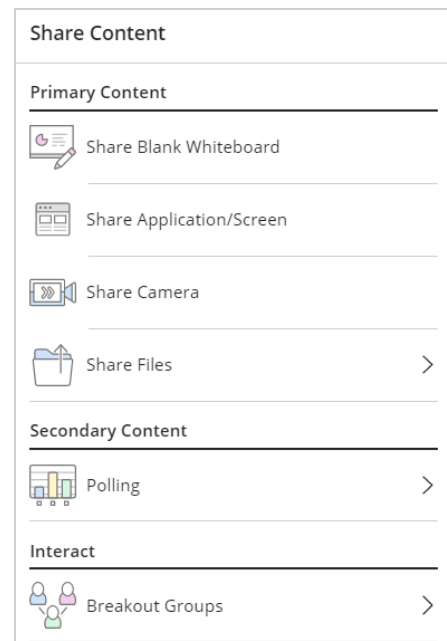 Share Content
Primary Content
Share Blank Whiteboard
Share Application/Screen
Share Camera
Share Files
Secondary Content
Polling
Interact
Breakout Groups